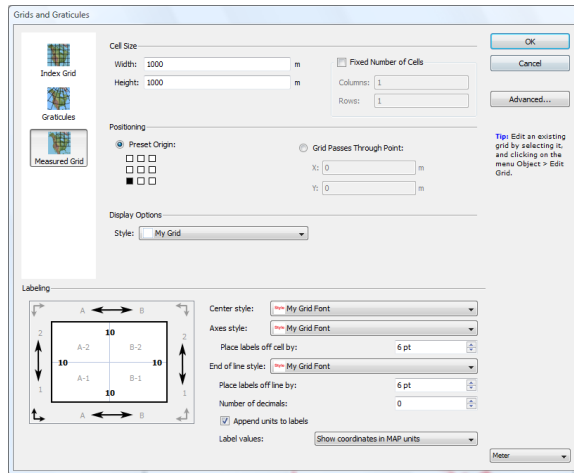 Grids and Graticules
Index Grid
Graticules
Measured Grid
Cell Size
Width: 1000 m
Height: 1000 m
Fixed Number of Cells
Columns: 1
Rows: 1
Positioning
Preset Origin:
Grid Passes Through Point:
X: 0 m
Y: 0 m
Display Options
Style: My Grid
OK
Cancel
Advanced...
Tip: Edit an existing
grid by selecting it,
and clicking on the
menu Object > Edit
Grid.
Labeling
A B
2 10 2
A-2 B-2
10 10
A-1 B-1
1 10 1
A B
Center style: Style My Grid Font
Axes style: Style My Grid Font
Place labels off cell by: 6 pt
End of line style: Style My Grid Font
Place labels off line by: 6 pt
Number of decimals: 0
Append units to labels
Label values: Show coordinates in MAP units
Meter